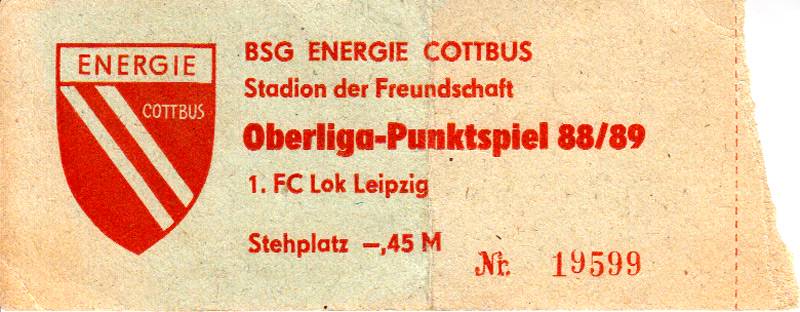 ENERGIE
COTTBUS
BSG ENERGIE COTTBUS
Stadion der Freundschaft
Oberliga-Punktspiel 88/89
1. FC Lok Leipzig
Stehplatz –,45 M
Nr. 19599